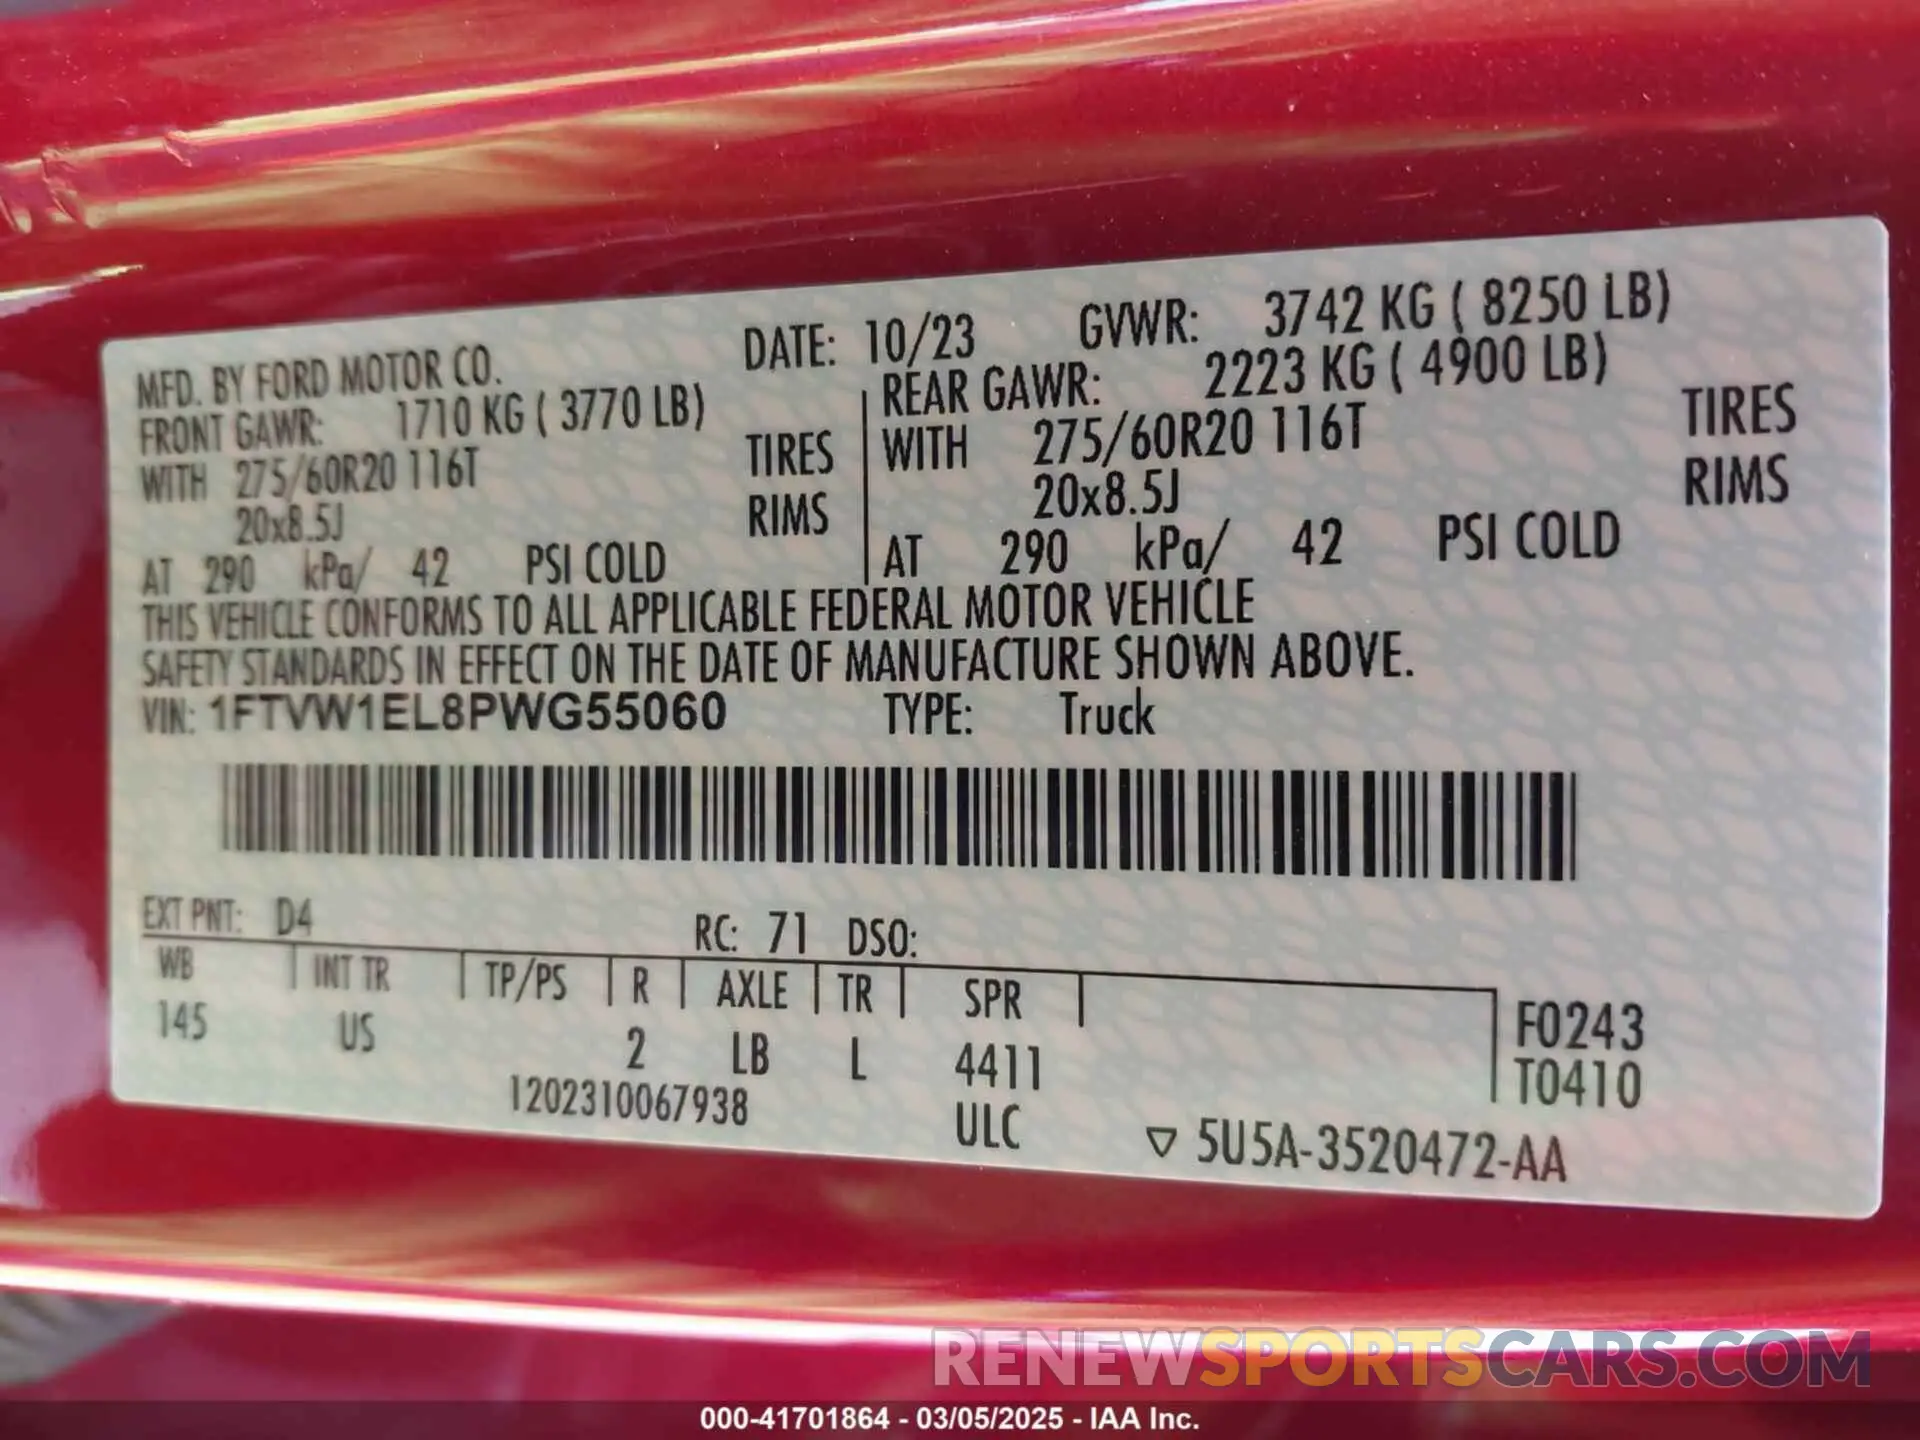 MFD. BY FORD MOTOR CO. DATE: 10/23 GVWR: 3742 KG ( 8250 LB)
FRONT GAWR: 1710 KG ( 3770 LB) REAR GAWR: 2223 KG ( 4900 LB)
WITH 275/60R20 116T TIRES WITH 275/60R20 116T TIRES
20x8.5J RIMS 20x8.5J RIMS
AT 290 kPa/ 42 PSI COLD AT 290 kPa/ 42 PSI COLD
THIS VEHICLE CONFORMS TO ALL APPLICABLE FEDERAL MOTOR VEHICLE
SAFETY STANDARDS IN EFFECT ON THE DATE OF MANUFACTURE SHOWN ABOVE.
VIN: 1FTVW1EL8PWG55060 TYPE: Truck
EXT PNT: D4 RC: 71 DSO:
WB INT TR TP/PS R AXLE TR SPR F0243
145 US 2 LB L 4411 T0410
1202310067938 ULC ▽ 5U5A-3520472-AA
RENEWSPORTSCARS.COM
000-41701864 - 03/05/2025 - IAA Inc.